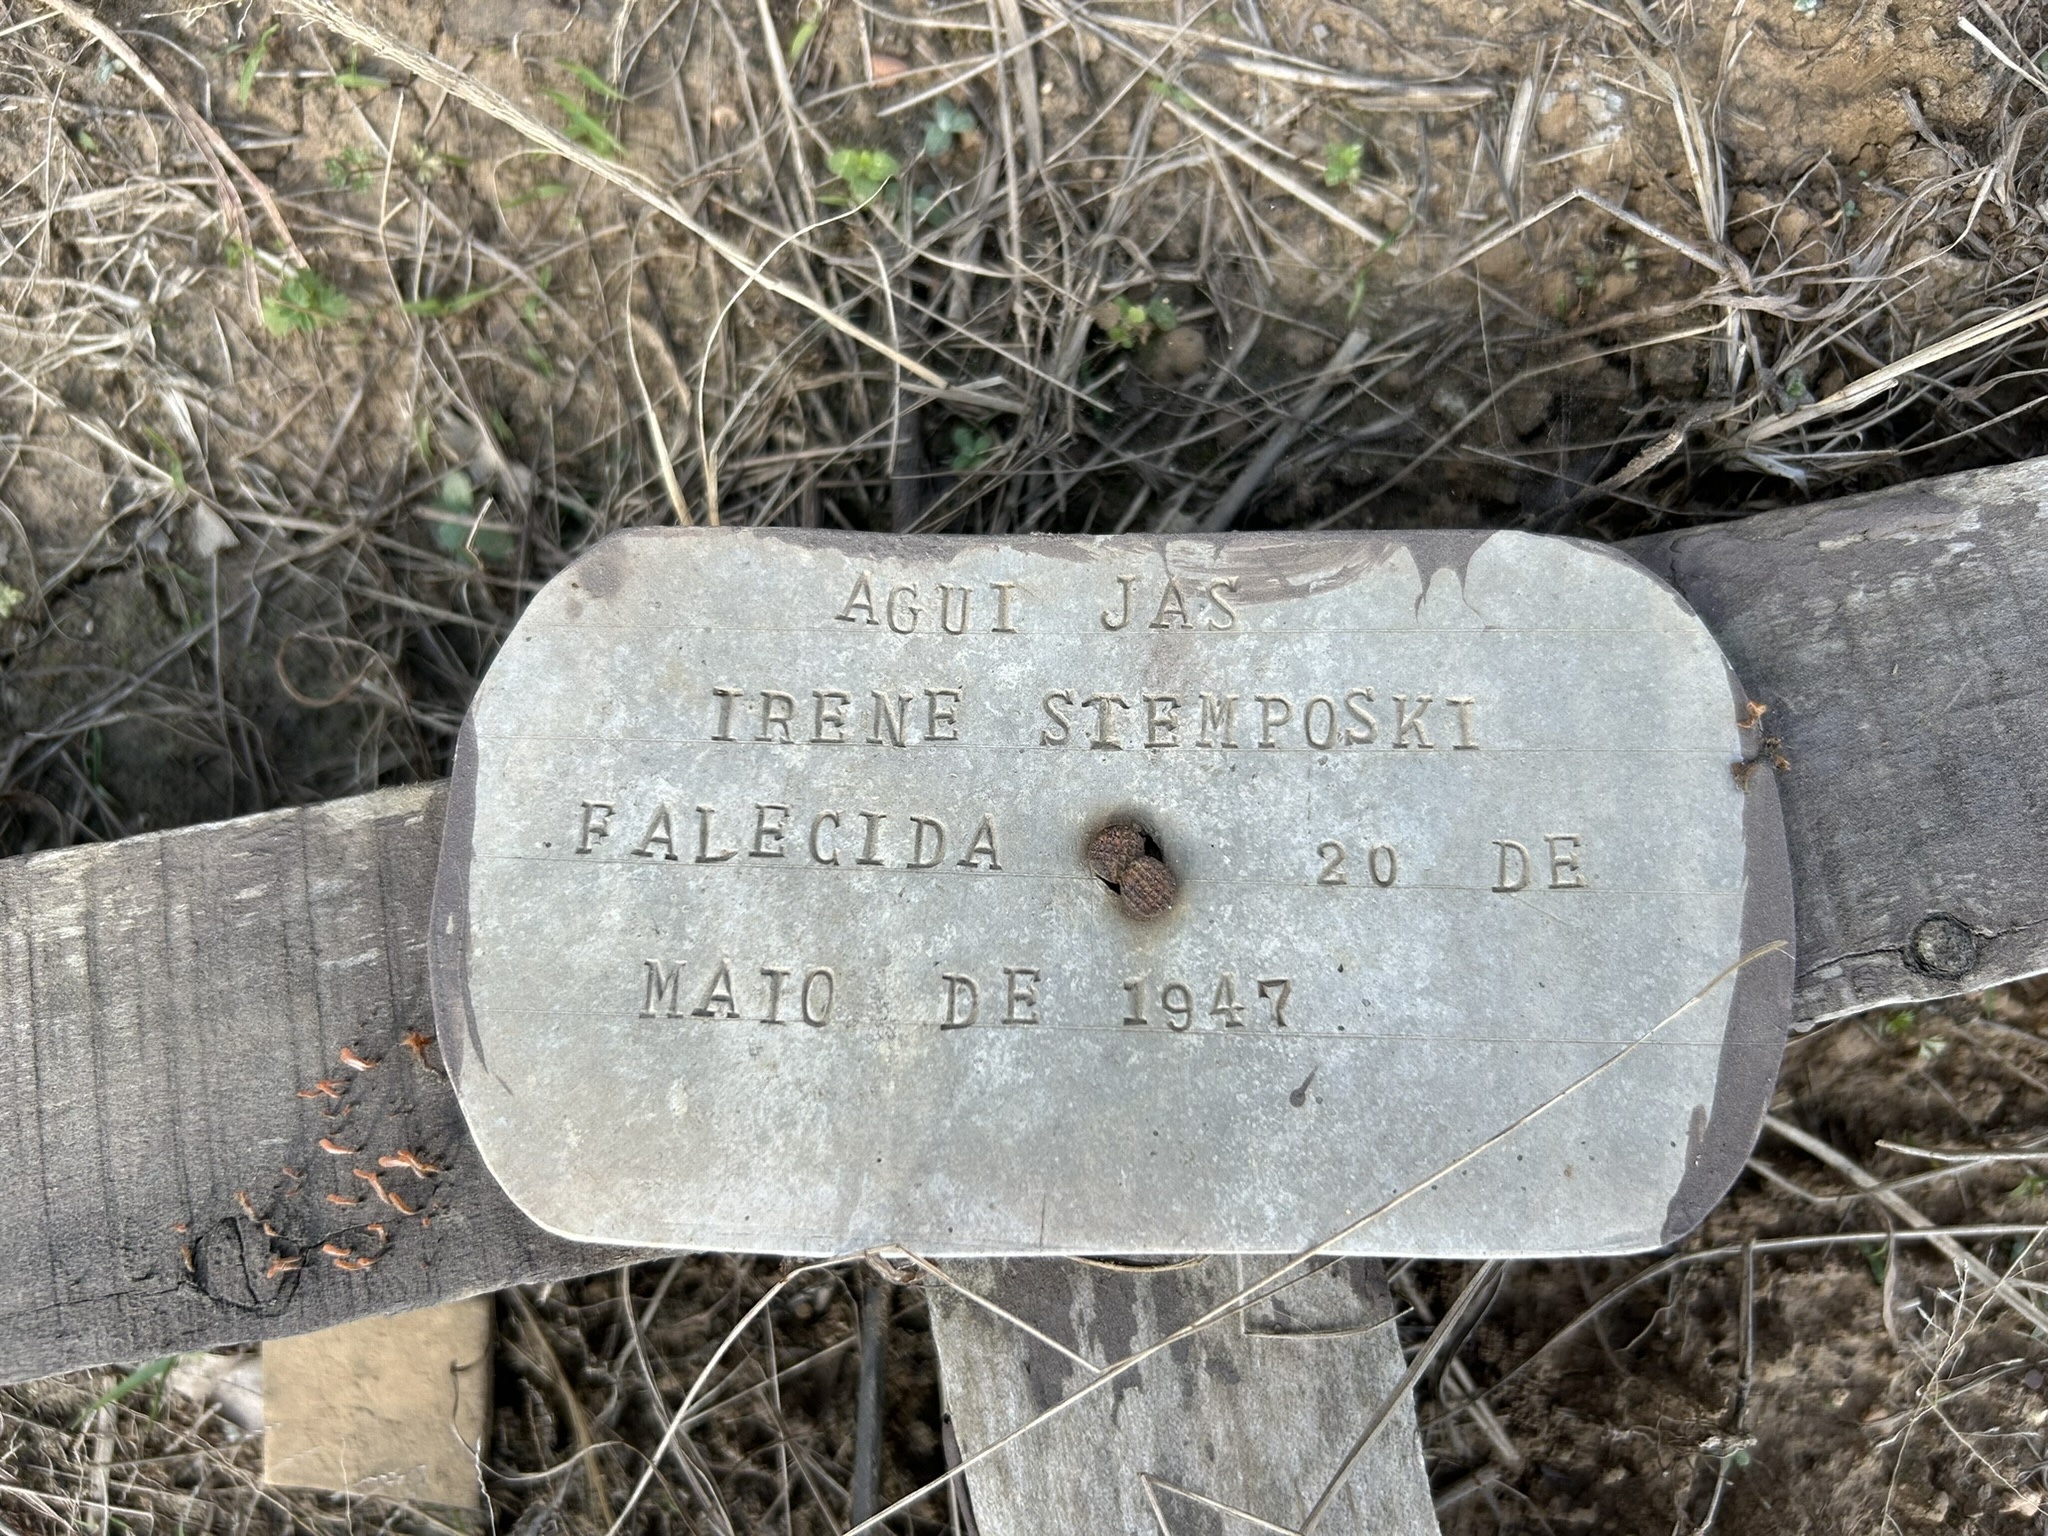 AGUI JAS
IRENE STEMPOSKI
FALECIDA 20 DE
MAIO DE 1947